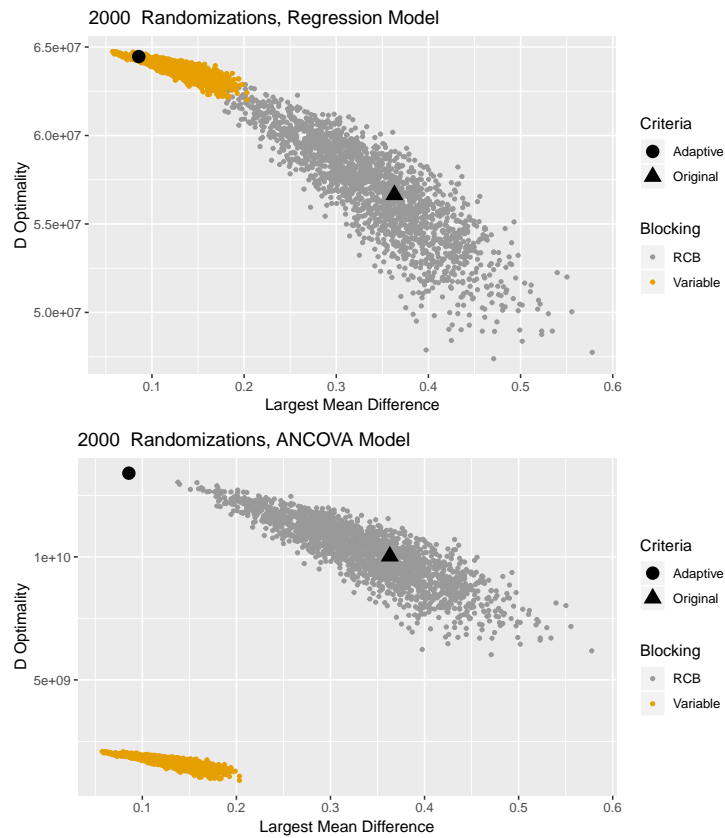 2000 Randomizations, Regression Model
6.5e+07
6.0e+07
5.5e+07
5.0e+07
D Optimality
0.1 0.2 0.3 0.4 0.5 0.6
Largest Mean Difference
Criteria
Adaptive
Original
Blocking
RCB
Variable
2000 Randomizations, ANCOVA Model
1e+10
5e+09
D Optimality
0.1 0.2 0.3 0.4 0.5 0.6
Largest Mean Difference
Criteria
Adaptive
Original
Blocking
RCB
Variable